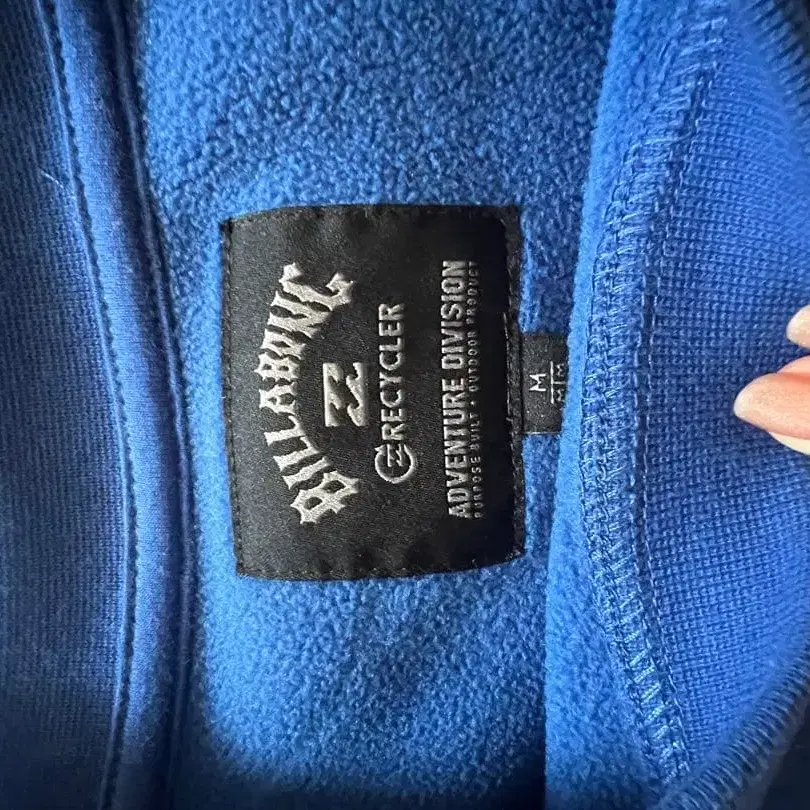 BILLABONG
RECYCLER
ADVENTURE DIVISION
PURPOSE BUILT · OUTDOOR PRODUCT
M
M/M